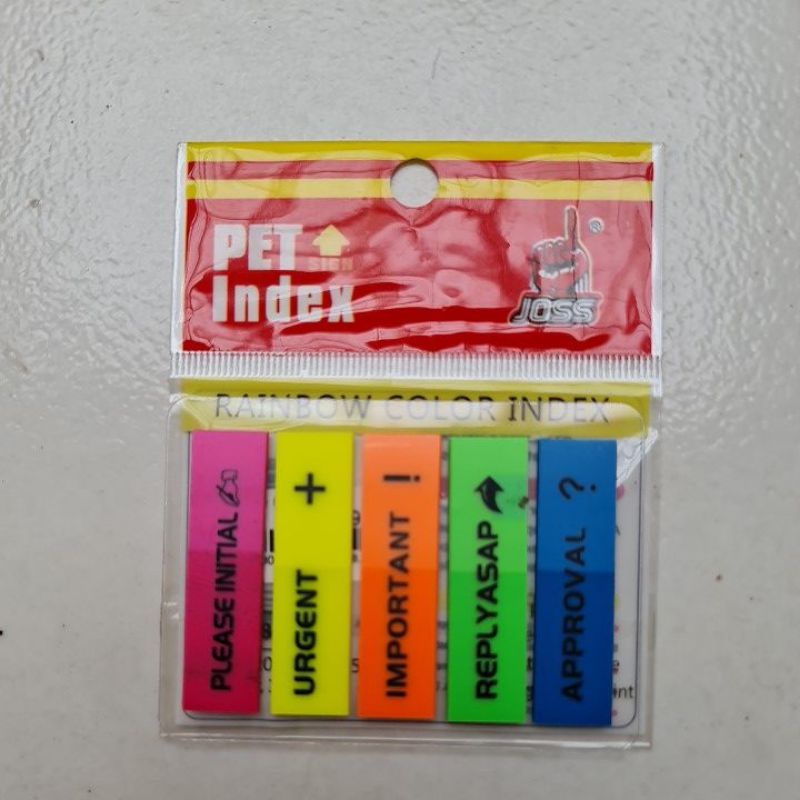 PET
SIGN
Index
®
JOSS
RAINBOW COLOR INDEX
PLEASE INITIAL
URGENT +
IMPORTANT !
REPLYASAP
APPROVAL ?